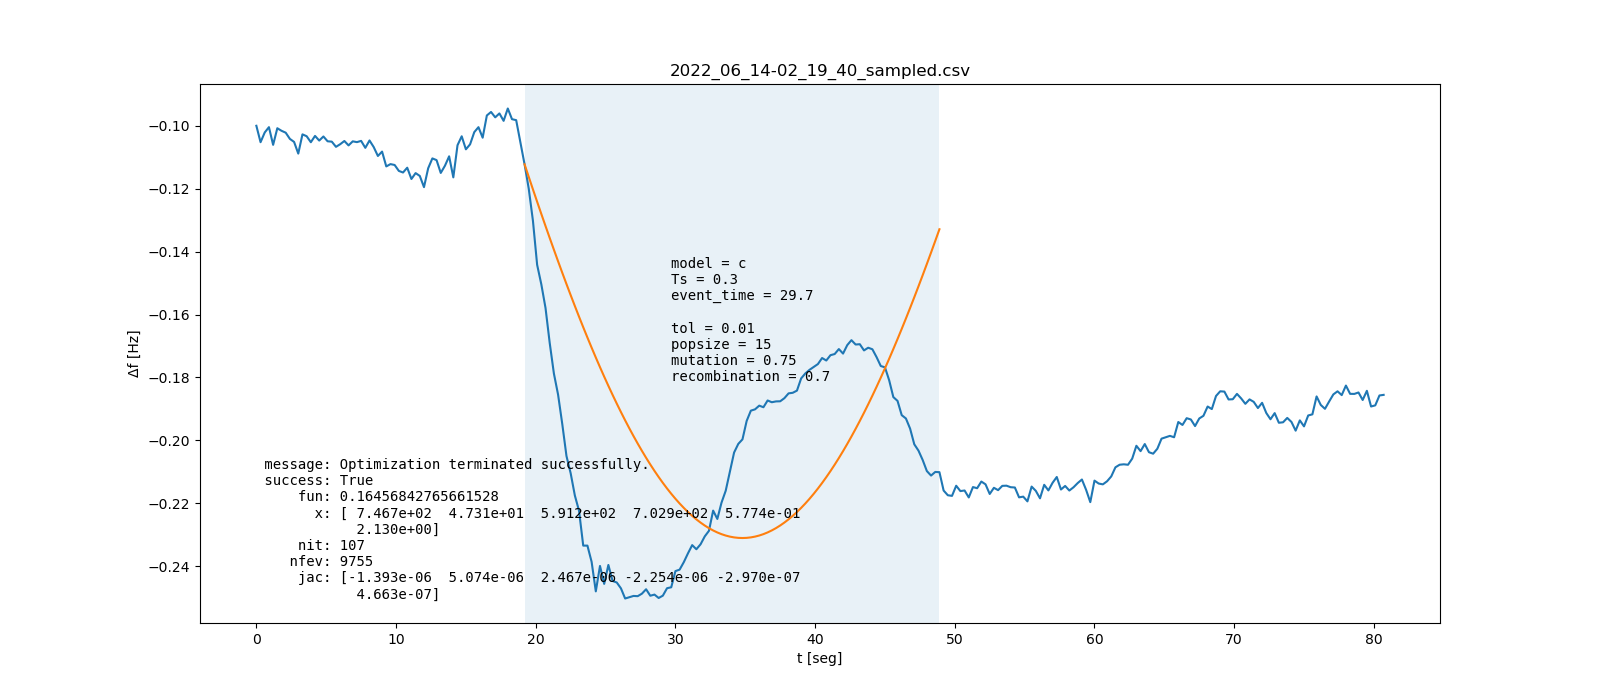 2022_06_14-02_19_40_sampled.csv
−0.10
−0.12
−0.14
−0.16
−0.18
−0.20
−0.22
−0.24
Δf [Hz]
model = c
Ts = 0.3
event_time = 29.7
tol = 0.01
popsize = 15
mutation = 0.75
recombination = 0.7
message: Optimization terminated successfully.
success: True
fun: 0.16456842765661528
x: [ 7.467e+02 4.731e+01 5.912e+02 7.029e+02 5.774e-01
2.130e+00]
nit: 107
nfev: 9755
jac: [-1.393e-06 5.074e-06 2.467e-06 -2.254e-06 -2.970e-07
4.663e-07]
0 10 20 30 40 50 60 70 80
t [seg]